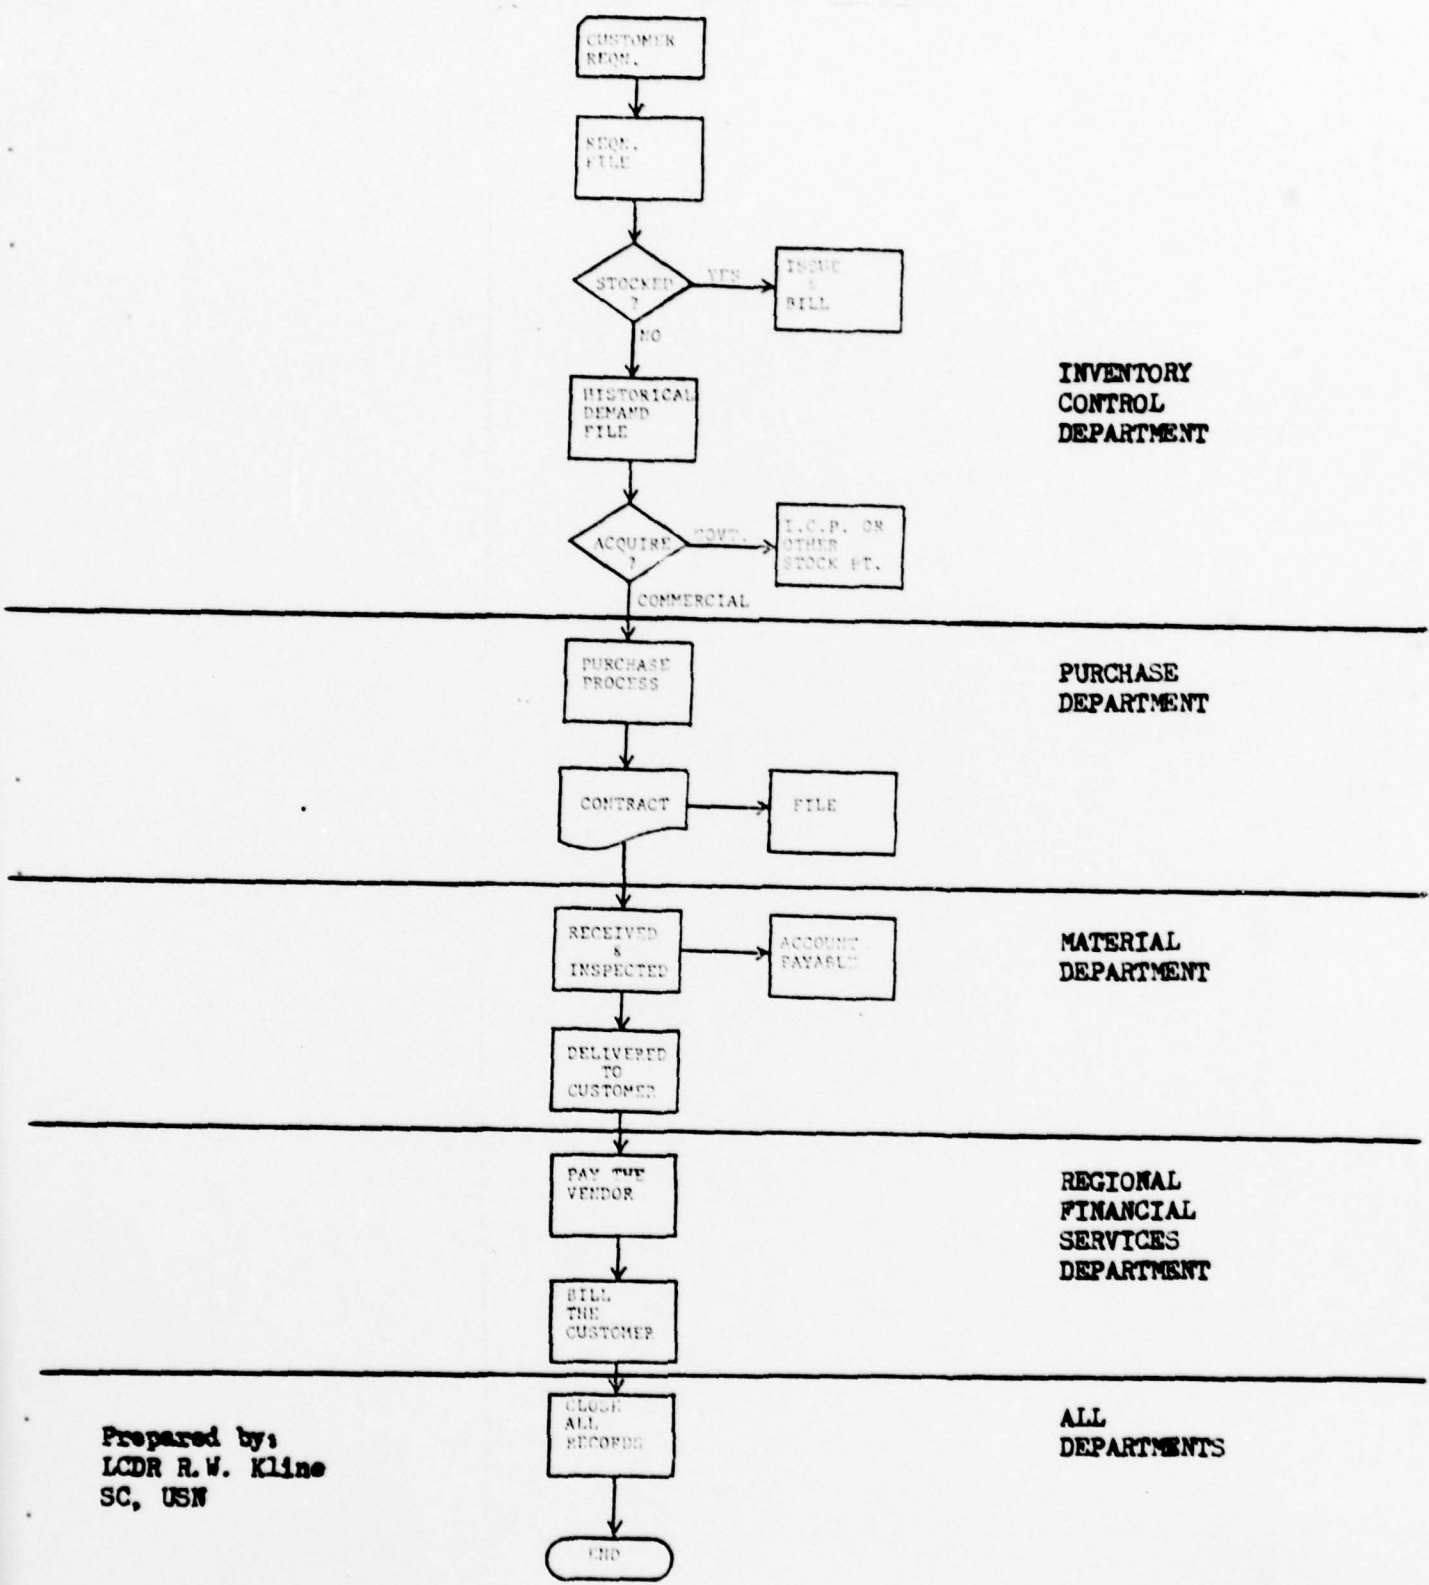 CUSTOMER
REQN.
REQN.
FILE
STOCKED
?
YES
ISSUE
&
BILL
NO
HISTORICAL
DEMAND
FILE
INVENTORY
CONTROL
DEPARTMENT
ACQUIRE
?
GOVT.
I.C.P. OR
OTHER
STOCK PT.
COMMERCIAL
PURCHASE
PROCESS
PURCHASE
DEPARTMENT
CONTRACT
FILE
RECEIVED
&
INSPECTED
ACCOUNT
PAYABLE
MATERIAL
DEPARTMENT
DELIVERED
TO
CUSTOMER
PAY THE
VENDOR
REGIONAL
FINANCIAL
SERVICES
DEPARTMENT
BILL
THE
CUSTOMER
CLOSE
ALL
RECORDS
ALL
DEPARTMENTS
Prepared by:
LCDR R.W. Kline
SC, USN
END